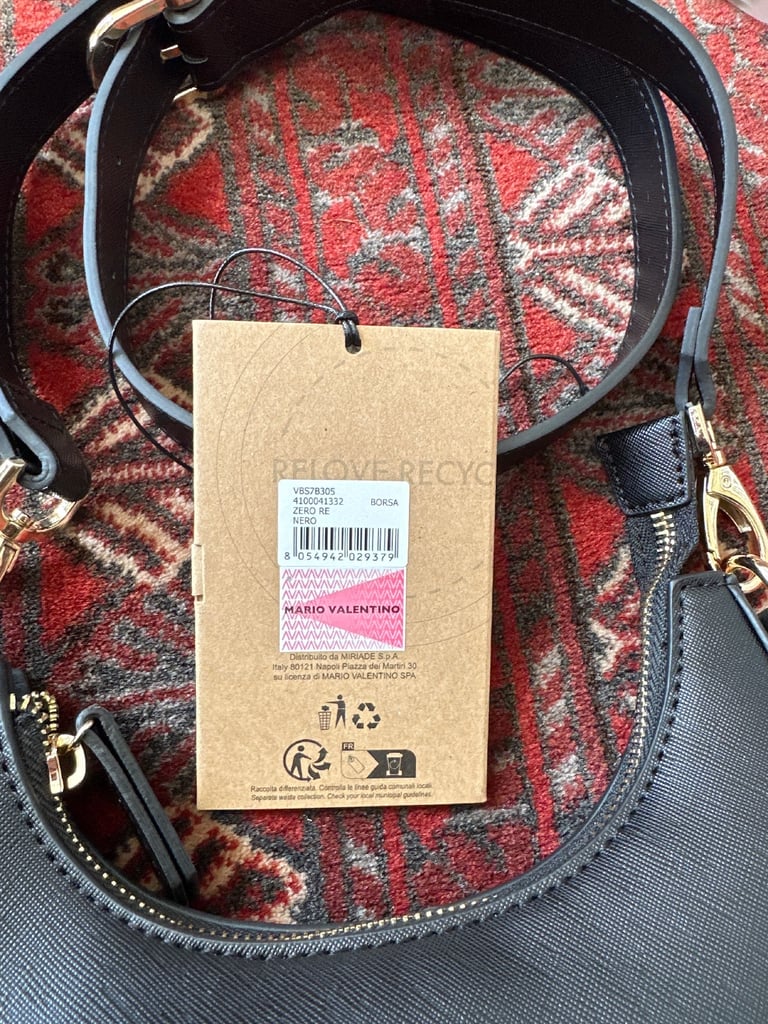 RELOVE RECYC
VBS7B305
4100041332 BORSA
ZERO RE
NERO
8 054942 029379
MARIO VALENTINO
Distribuito da MIRIADE S.p.A.
Italy 80121 Napoli Piazza dei Martiri 30
su licenza di MARIO VALENTINO SPA
FR
Raccolta differenziata. Controlla le linee guida comunali locali.
Separate waste collection. Check your local municipal guidelines.